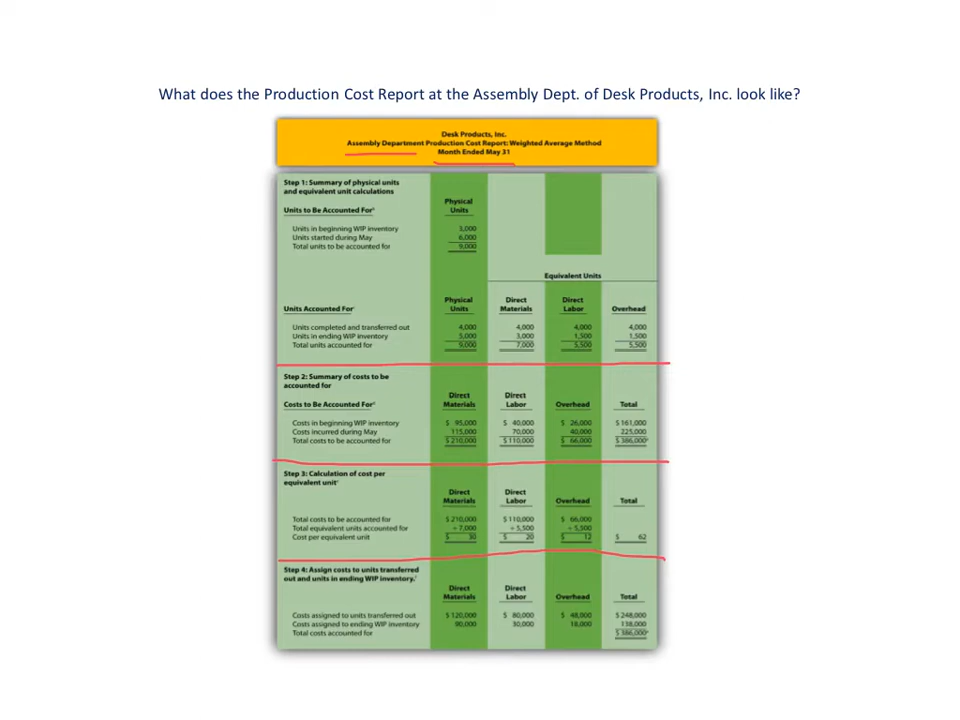 What does the Production Cost Report at the Assembly Dept. of Desk Products, Inc. look like?
Desk Products, Inc.
Assembly Department Production Cost Report: Weighted Average Method
Month Ended May 31
Step 1: Summary of physical units
and equivalent unit calculations
Physical
Units To Be Accounted For Units
Units in beginning WIP inventory 3,000
Units started during May 6,000
Total units to be accounted for 9,000
Equivalent Units
Physical Direct Direct
Units Accounted For Units Materials Labor Overhead
Units completed and transferred out 4,000 4,000 4,000 4,000
Units in ending WIP inventory 5,000 3,000 1,500 1,500
Total units accounted for 9,000 7,000 5,500 5,500
Step 2: Summary of costs to be
accounted for
Direct Direct
Costs to Be Accounted For Materials Labor Overhead Total
Costs in beginning WIP inventory $ 95,000 $ 40,000 $ 26,000 $ 161,000
Costs incurred during May 115,000 70,000 40,000 225,000
Total costs to be accounted for $ 210,000 $ 110,000 $ 66,000 $ 386,000
Step 3: Calculation of cost per
equivalent unit
Direct Direct
Materials Labor Overhead Total
Total costs to be accounted for $ 210,000 $ 110,000 $ 66,000
Total equivalent units accounted for ÷ 7,000 ÷ 5,500 ÷ 5,500
Cost per equivalent unit $ 30 $ 20 $ 12 $ 62
Step 4: Assign costs to units transferred
out and units in ending WIP inventory.
Direct Direct
Materials Labor Overhead Total
Costs assigned to units transferred out $ 120,000 $ 80,000 $ 48,000 $ 248,000
Costs assigned to ending WIP inventory 90,000 30,000 18,000 138,000
Total costs accounted for $ 386,000